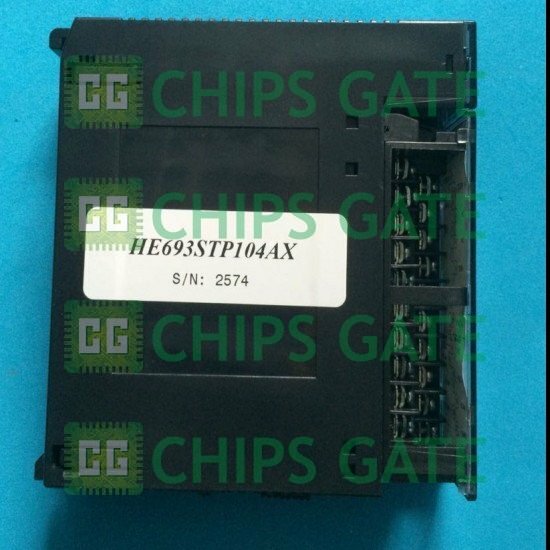 CG CHIPS GATE
CG CHIPS GATE
HE693STP104AX
S/N: 2574
CG CHIPS GATE
CG CHIPS GATE